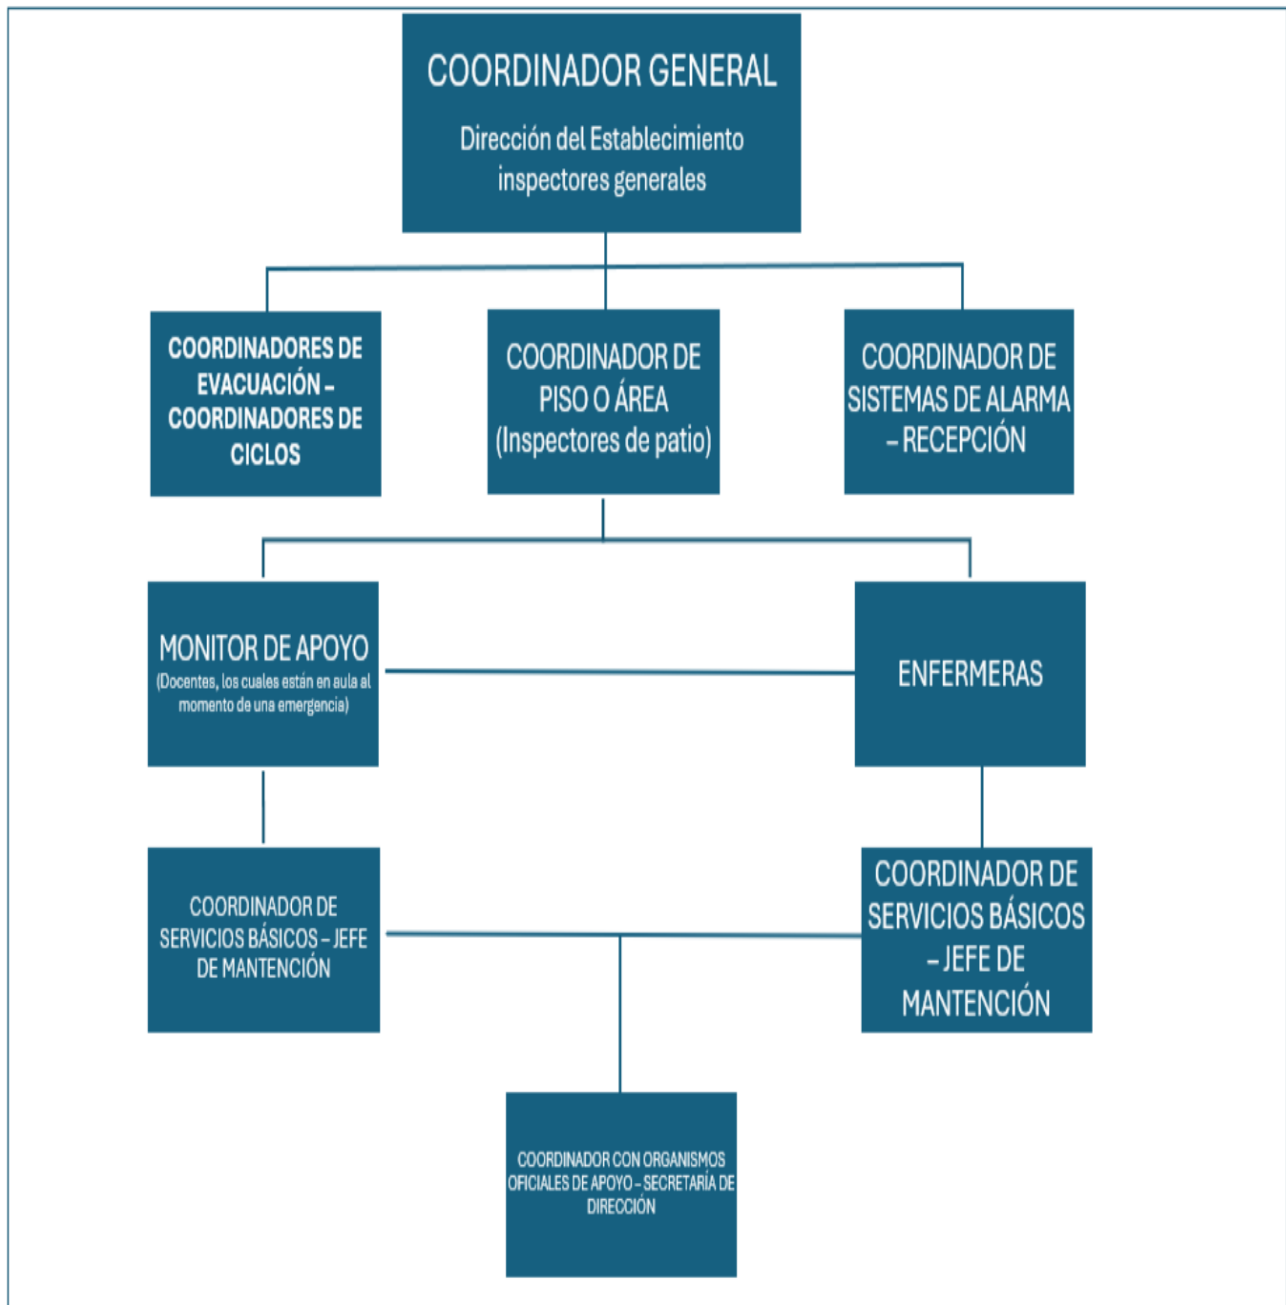 COORDINADOR GENERAL
Dirección del Establecimiento
inspectores generales
COORDINADORES DE
EVACUACIÓN –
COORDINADORES DE
CICLOS
COORDINADOR DE
PISO O ÁREA
(Inspectores de patio)
COORDINADOR DE
SISTEMAS DE ALARMA
– RECEPCIÓN
MONITOR DE APOYO
(Docentes, los cuales están en aula al
momento de una emergencia)
ENFERMERAS
COORDINADOR DE
SERVICIOS BÁSICOS – JEFE
DE MANTENCIÓN
COORDINADOR DE
SERVICIOS BÁSICOS
– JEFE DE
MANTENCIÓN
COORDINADOR CON ORGANISMOS
OFICIALES DE APOYO – SECRETARÍA DE
DIRECCIÓN